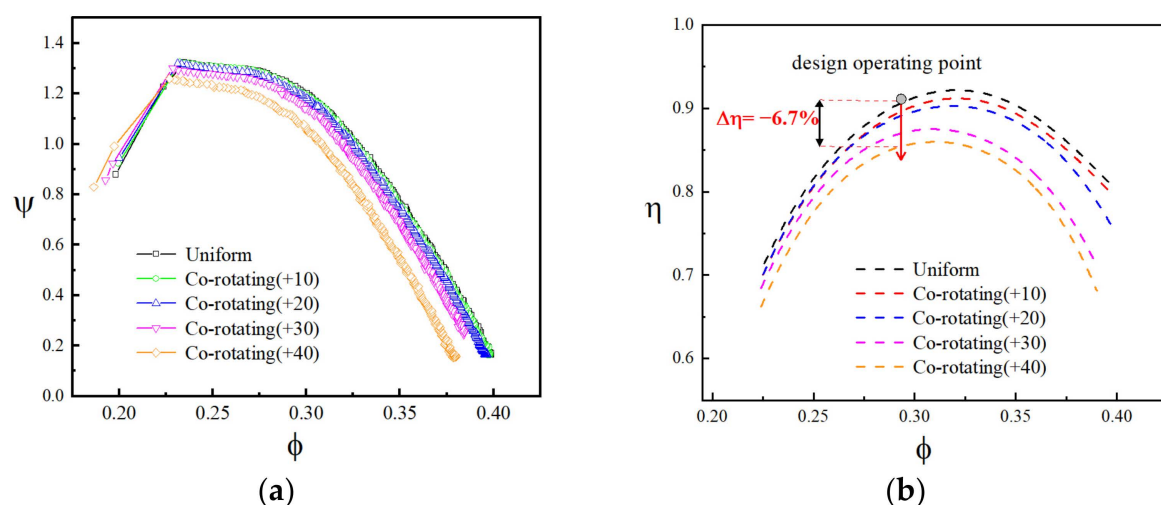 1.4
1.2
1.0
0.8
0.6
0.4
0.2
0.0
ψ
Uniform
Co-rotating(+10)
Co-rotating(+20)
Co-rotating(+30)
Co-rotating(+40)
0.20 0.25 0.30 0.35 0.40
ϕ
(a)
1.0
0.9
0.8
0.7
0.6
η
design operating point
Δη= −6.7%
Uniform
Co-rotating(+10)
Co-rotating(+20)
Co-rotating(+30)
Co-rotating(+40)
0.20 0.25 0.30 0.35 0.40
ϕ
(b)